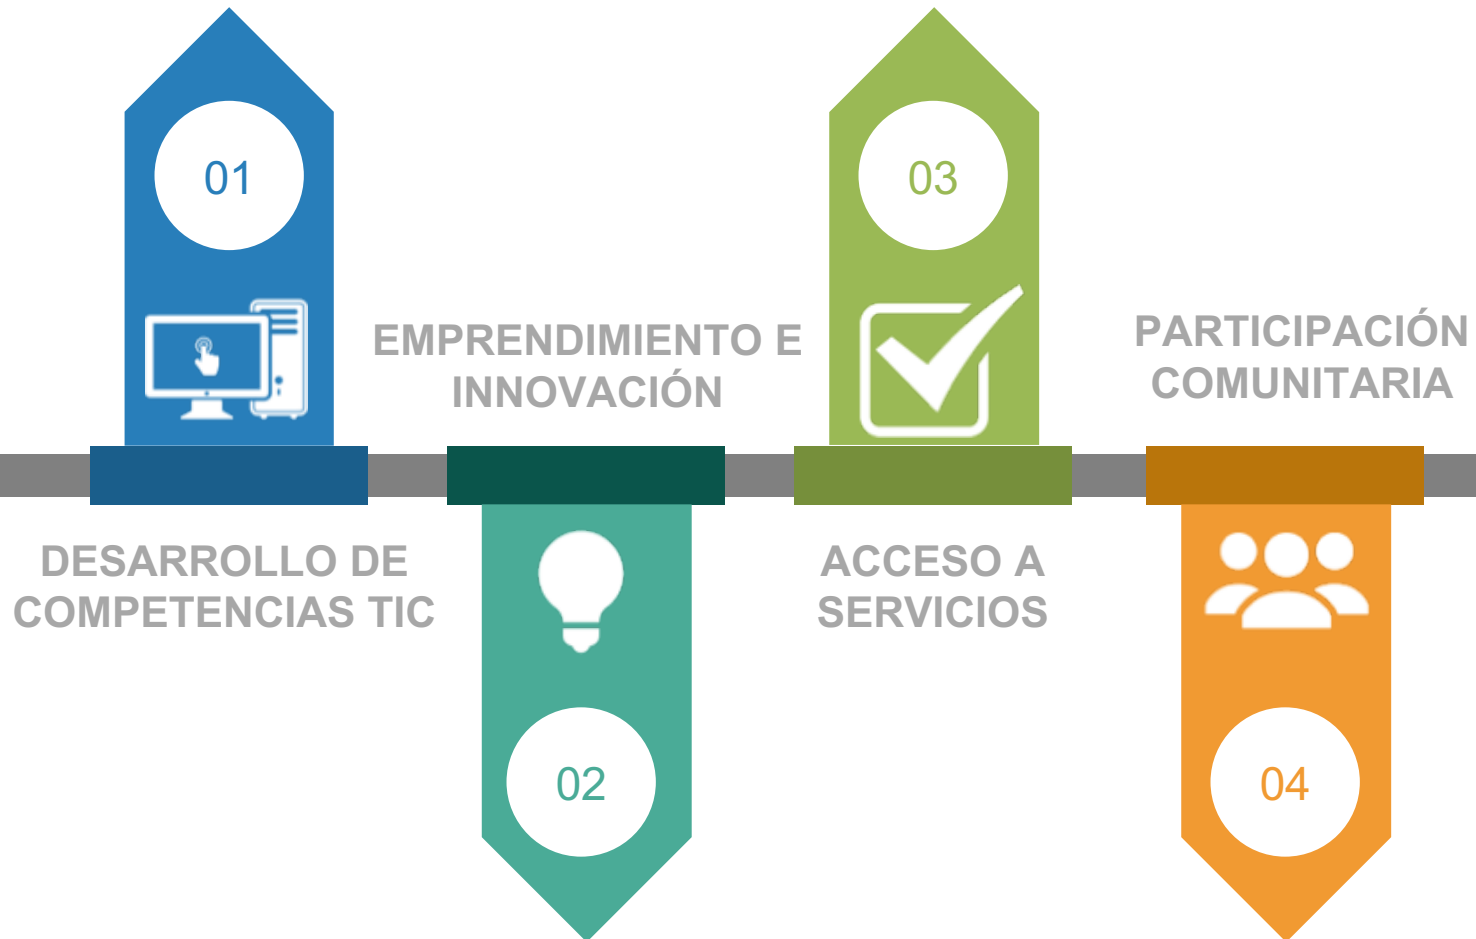 01
DESARROLLO DE
COMPETENCIAS TIC
EMPRENDIMIENTO E
INNOVACIÓN
02
03
ACCESO A
SERVICIOS
PARTICIPACIÓN
COMUNITARIA
04